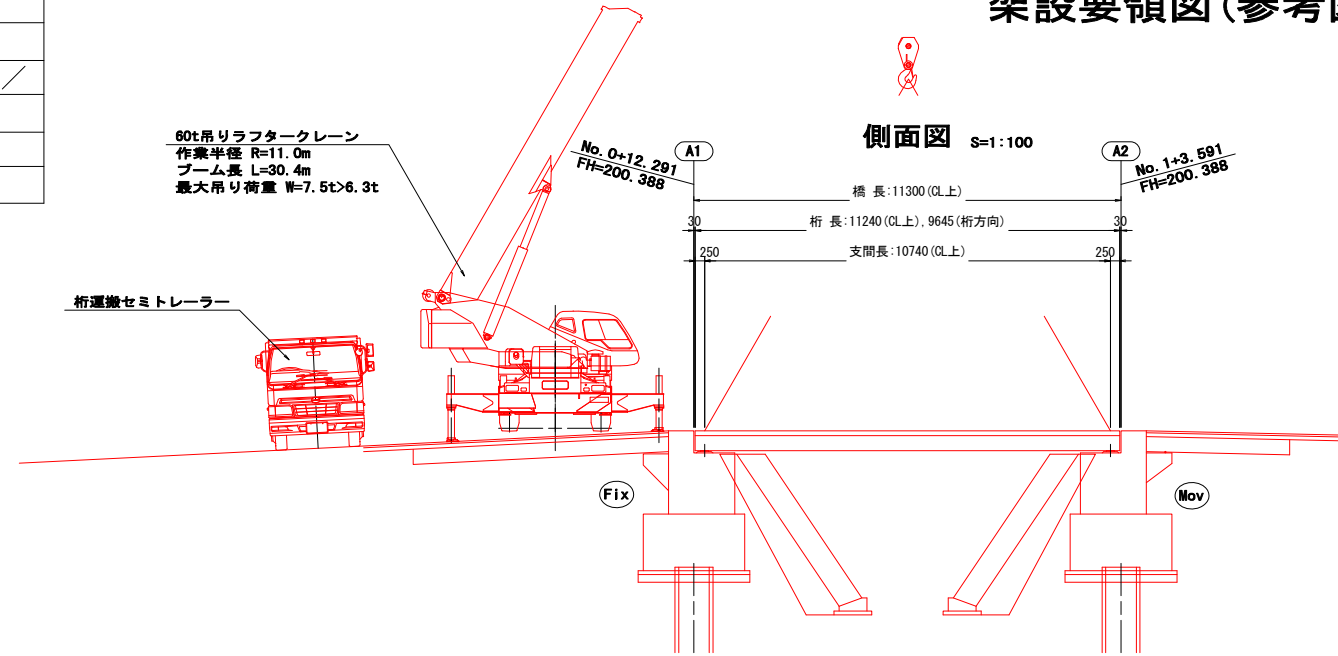 架設要領図(参考図
側面図 S=1:100
60t吊りラフタークレーン
作業半径 R=11.0m
ブーム長 L=30.4m
最大吊り荷重 W=7.5t>6.3t
桁運搬セミトレーラー
No.0+12.291
FH=200.388
A1
A2
No.1+3.591
FH=200.388
橋 長:11300(CL上)
30
桁 長:11240(CL上),9645(桁方向)
30
250
支間長:10740(CL上)
250
Fix
Mov